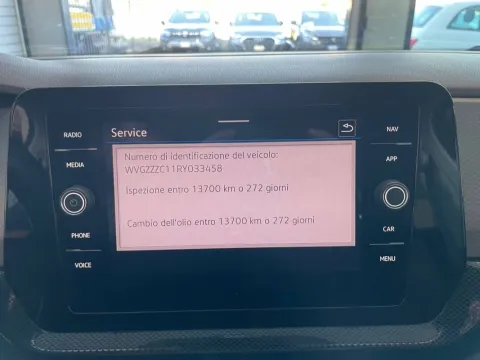 RADIO
MEDIA
PHONE
VOICE
Service
Numero di identificazione del veicolo:
WVGZZZC11RY033458
Ispezione entro 13700 km o 272 giorni
Cambio dell'olio entro 13700 km o 272 giorni
NAV
APP
CAR
MENU